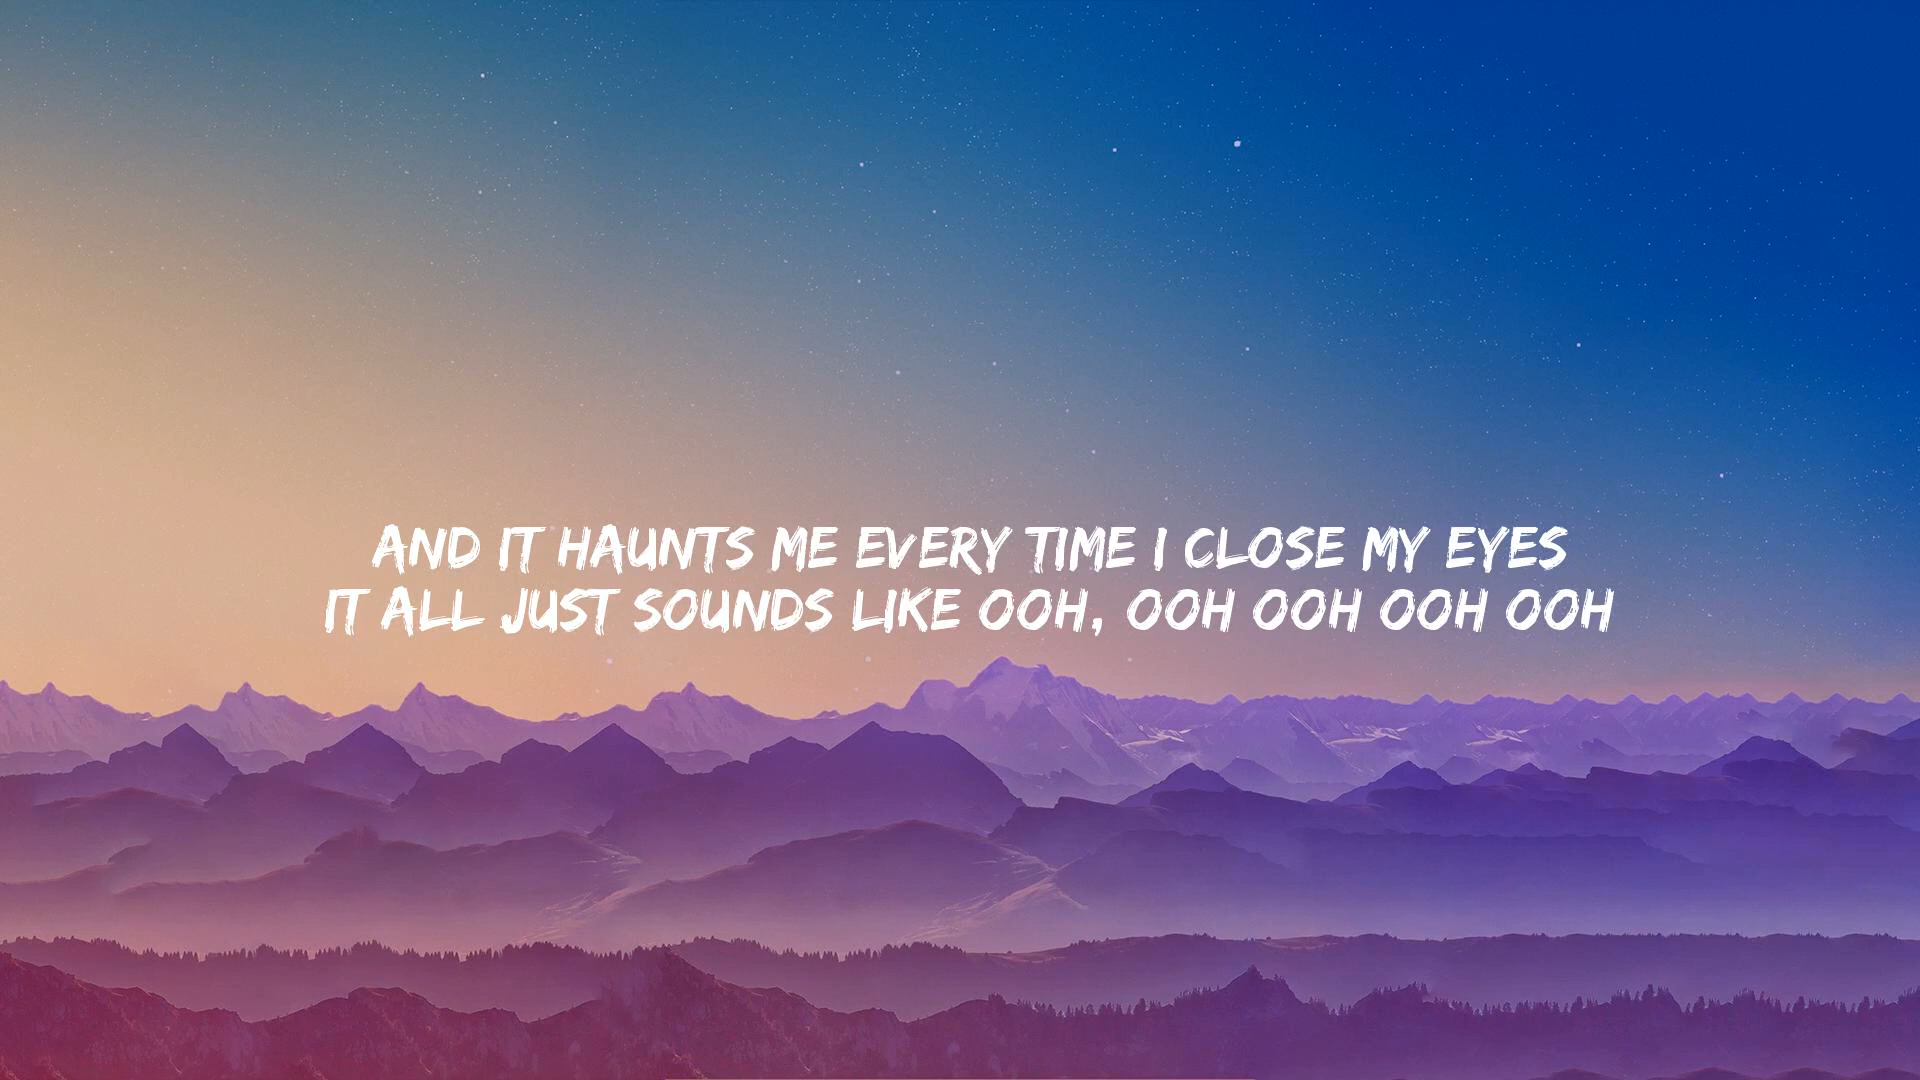 AND IT HAUNTS ME EVERY TIME I CLOSE MY EYES
IT ALL JUST SOUNDS LIKE OOH, OOH OOH OOH OOH